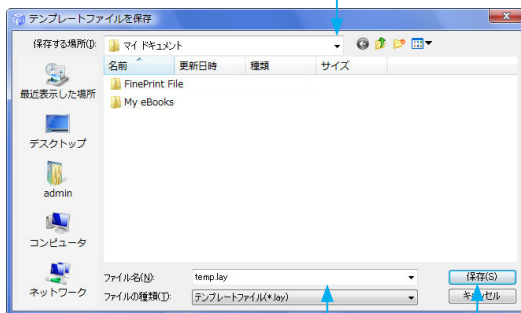 テンプレートファイルを保存
保存する場所(I):
マイ ドキュメント
名前 更新日時 種類 サイズ
FinePrint File
My eBooks
最近表示した場所
デスクトップ
admin
コンピュータ
ネットワーク
ファイル名(N): temp.lay 保存(S)
ファイルの種類(T): テンプレートファイル(*.lay) キャンセル